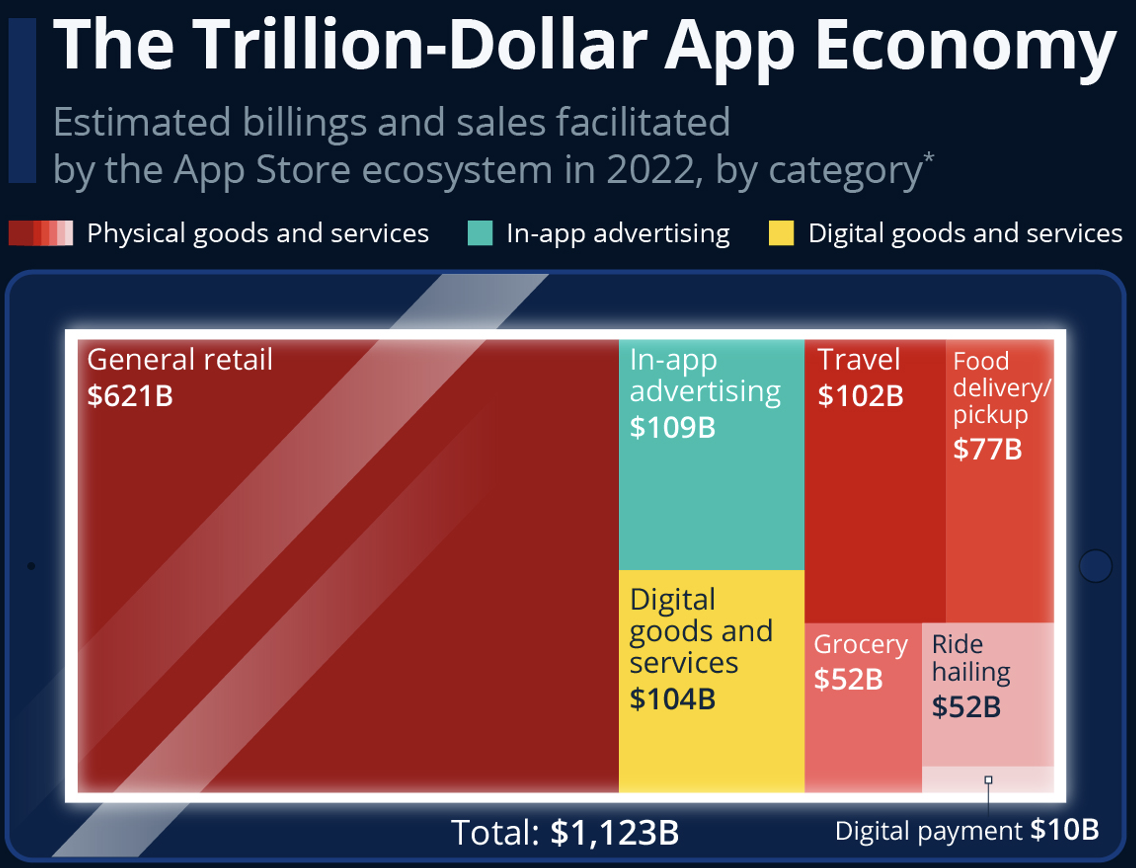 The Trillion-Dollar App Economy
Estimated billings and sales facilitated
by the App Store ecosystem in 2022, by category*
Physical goods and services
In-app advertising
Digital goods and services
General retail
$621B
In-app
advertising
$109B
Digital
goods and
services
$104B
Travel
$102B
Food
delivery/
pickup
$77B
Grocery
$52B
Ride
hailing
$52B
Total: $1,123B
Digital payment $10B